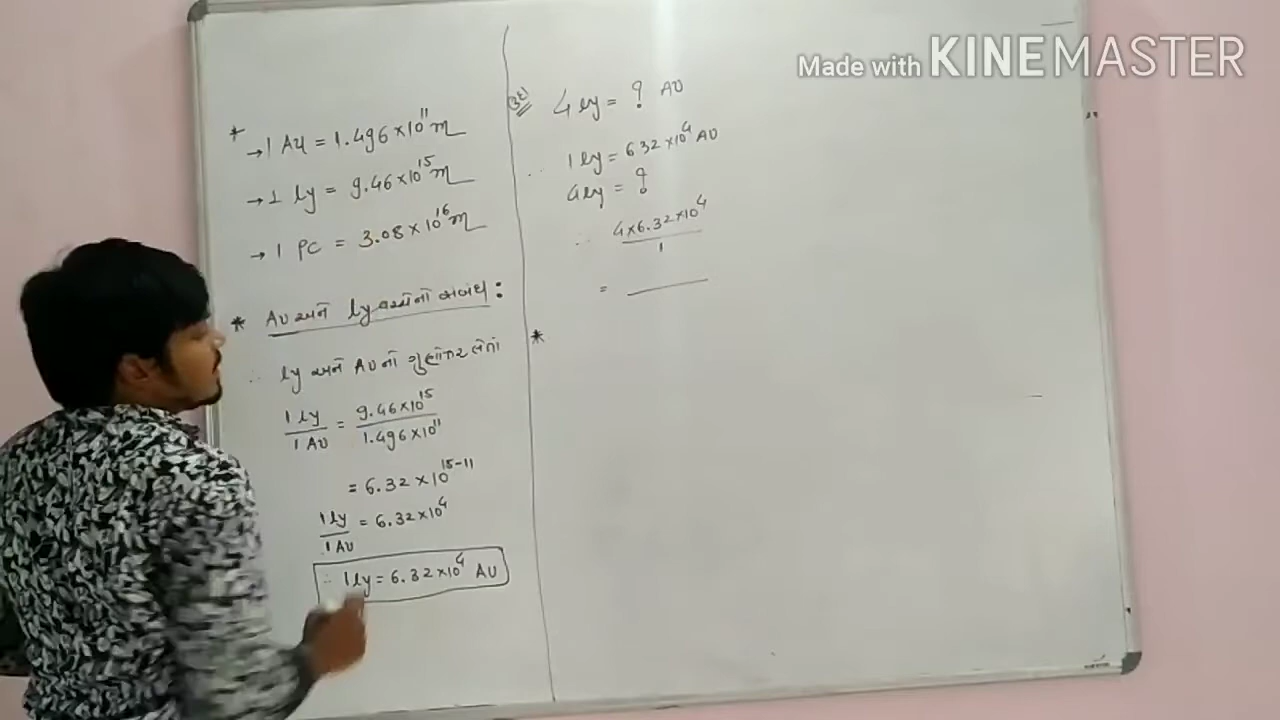 * → 1 AU = 1.496 × 10¹¹ m
→ 1 ly = 9.46 × 10¹⁵ m
→ 1 PC = 3.08 × 10¹⁶ m
* AU અને ly વચ્ચેનો સંબંધ :
∴ ly અને AU નો ગુણોત્તર લેતાં
1 ly / 1 AU = 9.46×10¹⁵ / 1.496×10¹¹
= 6.32 × 10¹⁵⁻¹¹
1 ly / 1 AU = 6.32×10⁴
∴ 1 ly = 6.32 × 10⁴ AU
4 ly = ? AU
∴ 1 ly = 6.32 ×10⁴ AU
4 ly = ?
∴ 4×6.32×10⁴ / 1
= ____
*
Made with KINEMASTER